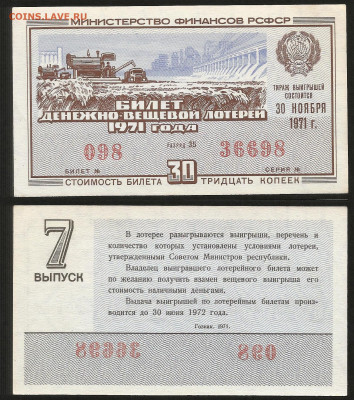 COINS.ЛАВЕ.RU
МИНИСТЕРСТВО ФИНАНСОВ РСФСР
БИЛЕТ
ДЕНЕЖНО-ВЕЩЕВОЙ ЛОТЕРЕИ
1971 ГОДА
ТИРАЖ ВЫИГРЫШЕЙ
СОСТОИТСЯ
30 НОЯБРЯ
1971 г.
098
РАЗРЯД 35
36698
БИЛЕТ №
30
СЕРИЯ №
СТОИМОСТЬ БИЛЕТА
ТРИДЦАТЬ КОПЕЕК
7
ВЫПУСК
В лотерее разыгрываются выигрыши, перечень и
количество которых установлены условиями лотереи,
утвержденными Советом Министров республики.
Владелец выигравшего лотерейного билета может
по желанию получить взамен вещевого выигрыша его
стоимость наличными деньгами.
Выдача выигрышей по лотерейным билетам произ-
водится до 30 июня 1972 года.
Гознак. 1971.
36698
098